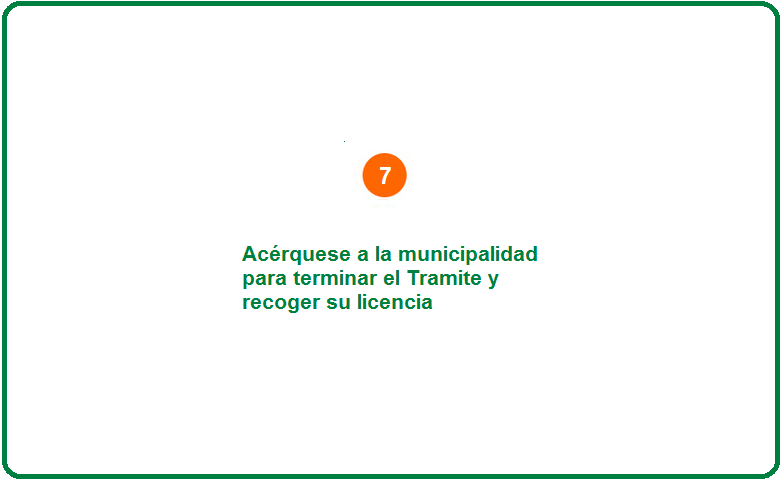 7
Acérquese a la municipalidad
para terminar el Tramite y
recoger su licencia